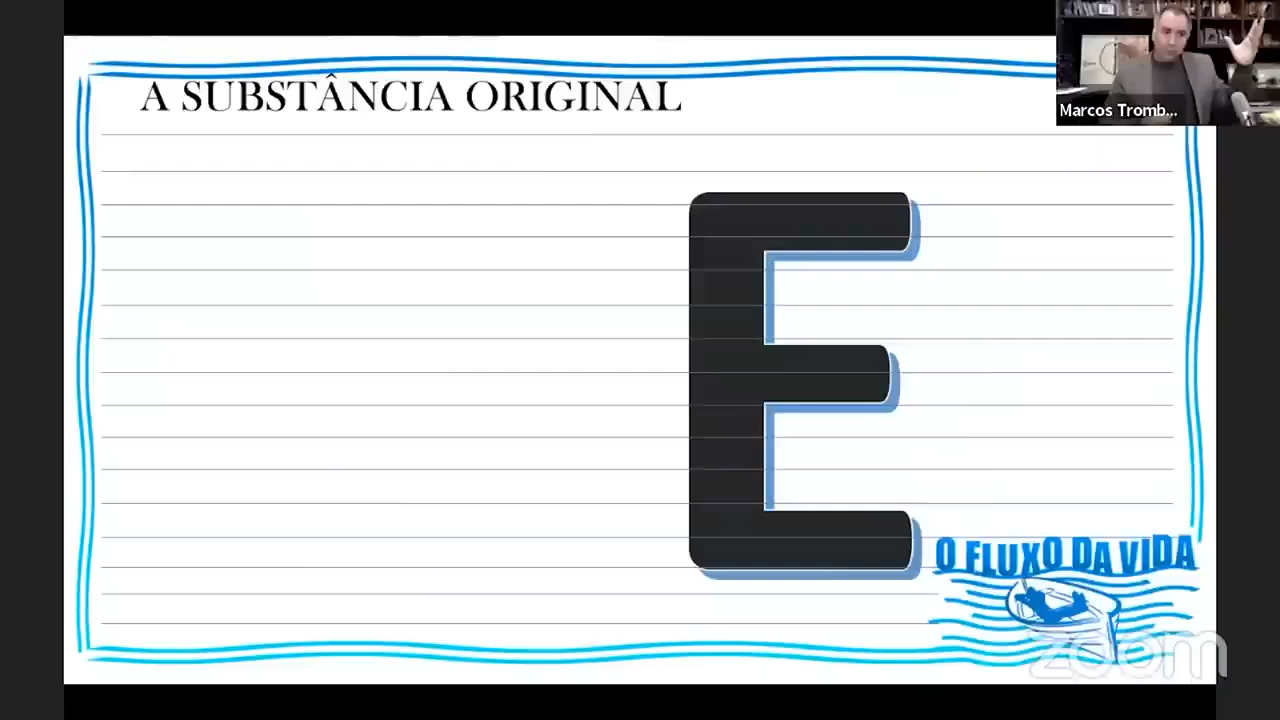 A SUBSTÂNCIA ORIGINAL
Marcos Tromb...
E
O FLUXO DA VIDA
zoom